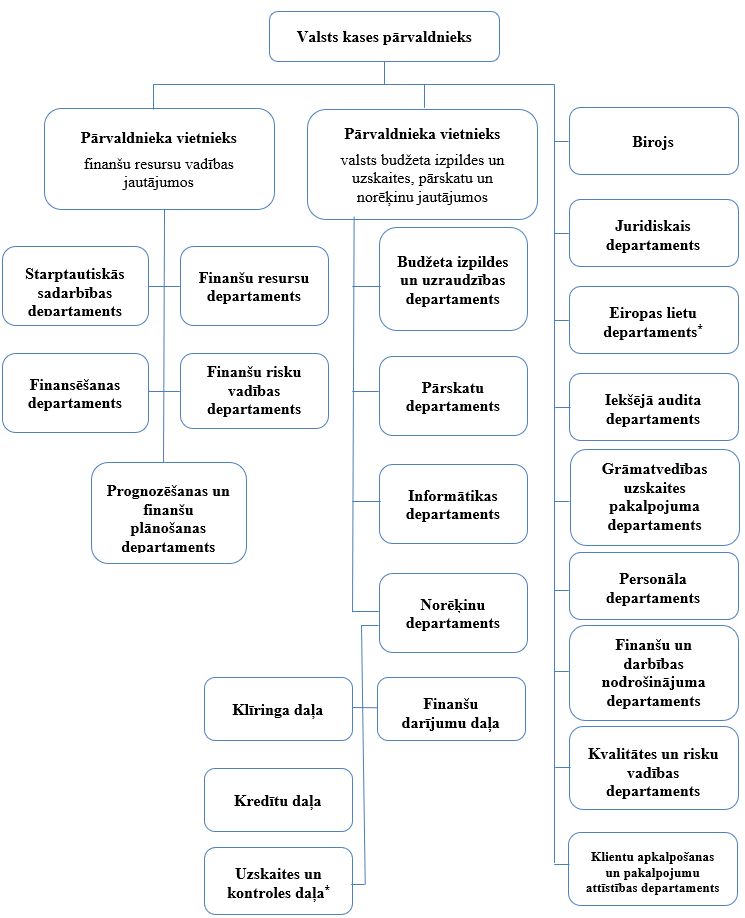 Valsts kases pārvaldnieks
Pārvaldnieka vietnieks
finanšu resursu vadības
jautājumos
Pārvaldnieka vietnieks
valsts budžeta izpildes un
uzskaites, pārskatu un
norēķinu jautājumos
Starptautiskās
sadarbības
departaments
Finanšu resursu
departaments
Finansēšanas
departaments
Finanšu risku
vadības
departaments
Prognozēšanas un
finanšu
plānošanas
departaments
Budžeta izpildes
un uzraudzības
departaments
Pārskatu
departaments
Informātikas
departaments
Norēķinu
departaments
Klīringa daļa
Finanšu
darījumu daļa
Kredītu daļa
Uzskaites un
kontroles daļa*
Birojs
Juridiskais
departaments
Eiropas lietu
departaments*
Iekšējā audita
departaments
Grāmatvedības
uzskaites
pakalpojuma
departaments
Personāla
departaments
Finanšu un
darbības
nodrošinājuma
departaments
Kvalitātes un risku
vadības
departaments
Klientu apkalpošanas
un pakalpojumu
attīstības departaments